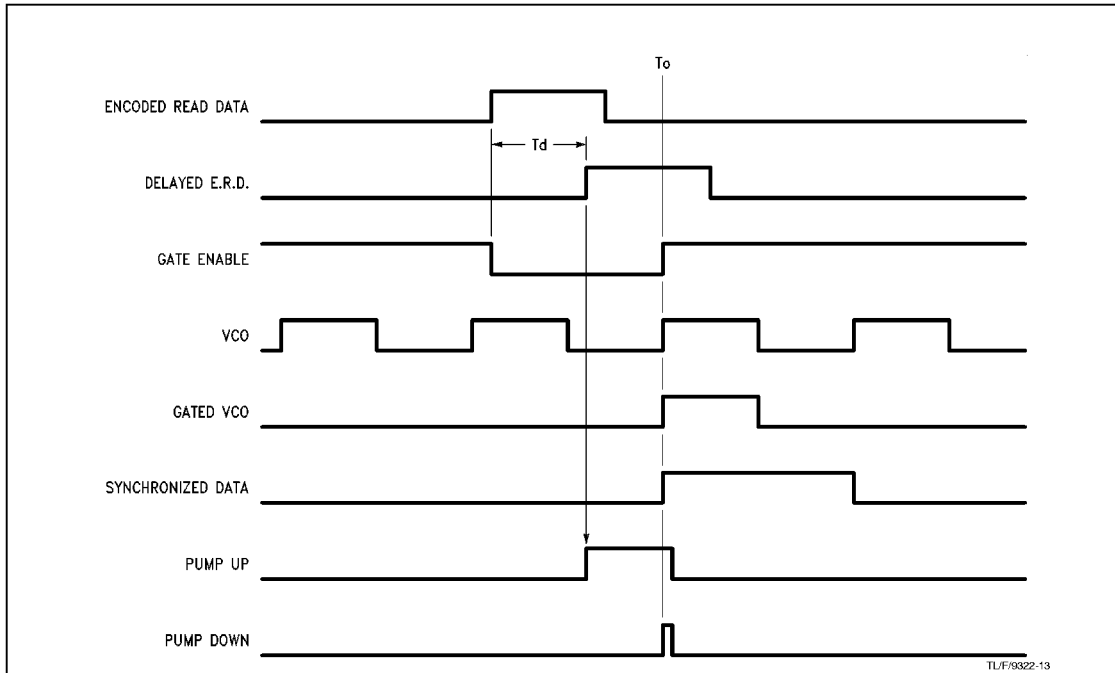 To
ENCODED READ DATA
Td
DELAYED E.R.D.
GATE ENABLE
VCO
GATED VCO
SYNCHRONIZED DATA
PUMP UP
PUMP DOWN
TL/F/9322-13